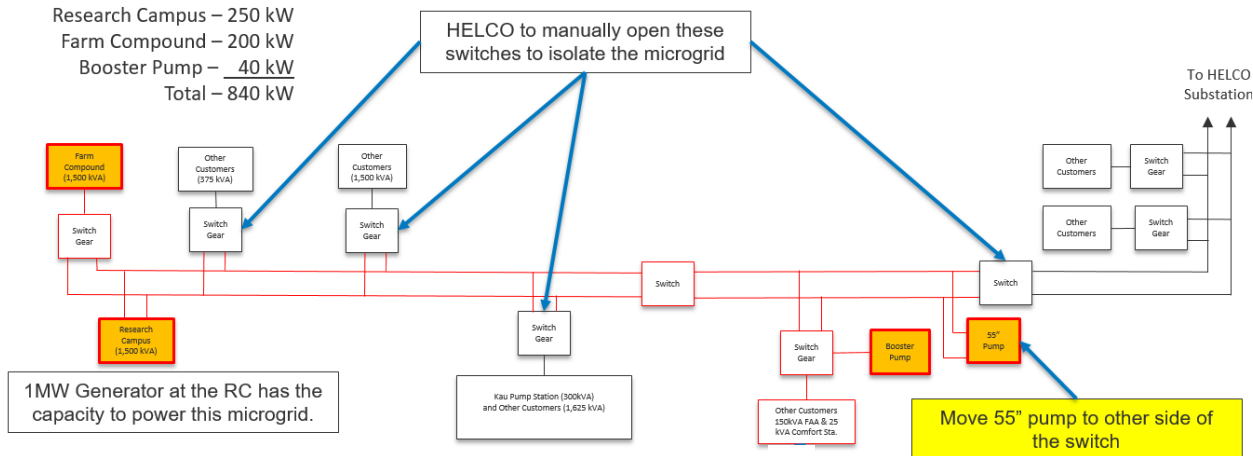 Research Campus – 250 kW
Farm Compound – 200 kW
Booster Pump – 40 kW
Total – 840 kW
HELCO to manually open these
switches to isolate the microgrid
To HELCO
Substation
Farm
Compound
(1,500 kVA)
Other
Customers
(375 kVA)
Other
Customers
(1,500 kVA)
Other
Customers
Switch
Gear
Other
Customers
Switch
Gear
Switch
Gear
Switch
Gear
Switch
Gear
Switch
Switch
Research
Campus
(1,500 kVA)
Switch
Gear
Switch
Gear
Booster
Pump
55"
Pump
1MW Generator at the RC has the
capacity to power this microgrid.
Kau Pump Station (300kVA)
and Other Customers (1,625 kVA)
Other Customers
150kVA FAA & 25
kVA Comfort Sta.
Move 55” pump to other side of
the switch